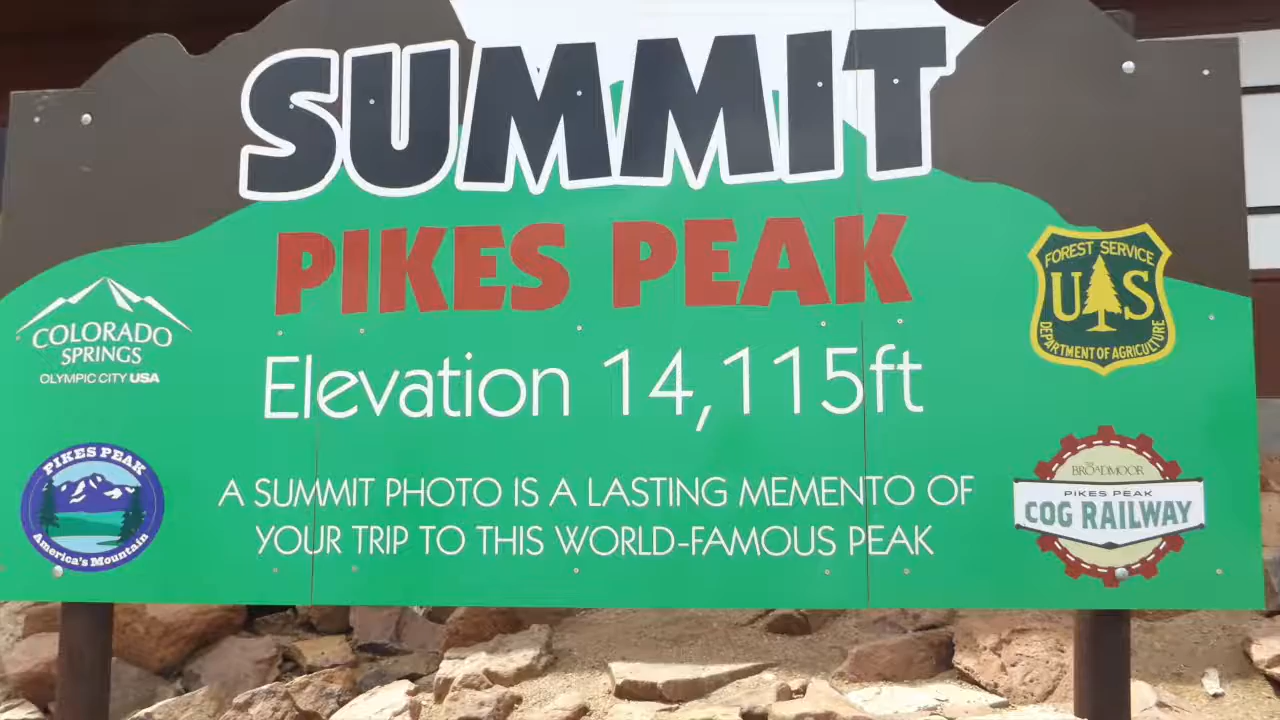 SUMMIT
PIKES PEAK
Elevation 14,115ft
A SUMMIT PHOTO IS A LASTING MEMENTO OF
YOUR TRIP TO THIS WORLD-FAMOUS PEAK
COLORADO
SPRINGS
OLYMPIC CITY USA
PIKES PEAK
America's Mountain
FOREST SERVICE
US
DEPARTMENT OF AGRICULTURE
THE
BROADMOOR
PIKES PEAK
COG RAILWAY